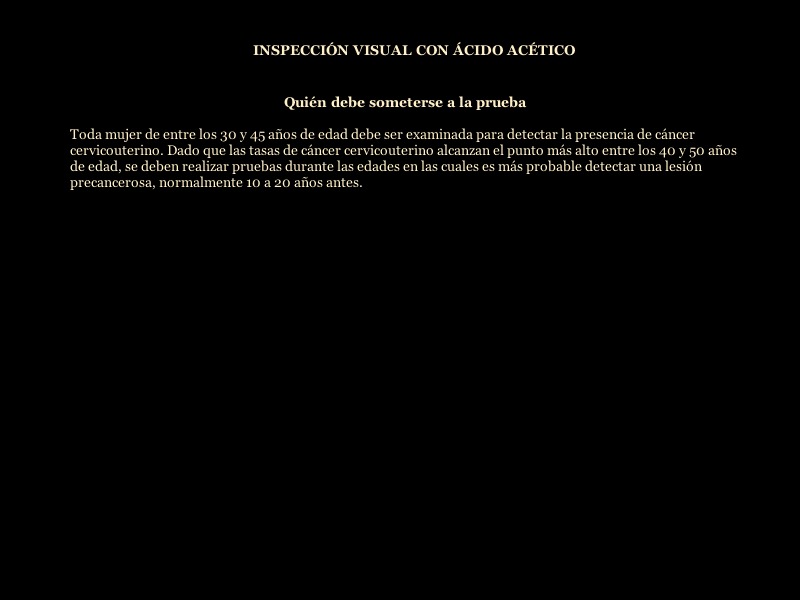 INSPECCIÓN VISUAL CON ÁCIDO ACÉTICO
Quién debe someterse a la prueba
Toda mujer de entre los 30 y 45 años de edad debe ser examinada para detectar la presencia de cáncer
cervicouterino. Dado que las tasas de cáncer cervicouterino alcanzan el punto más alto entre los 40 y 50 años
de edad, se deben realizar pruebas durante las edades en las cuales es más probable detectar una lesión
precancerosa, normalmente 10 a 20 años antes.